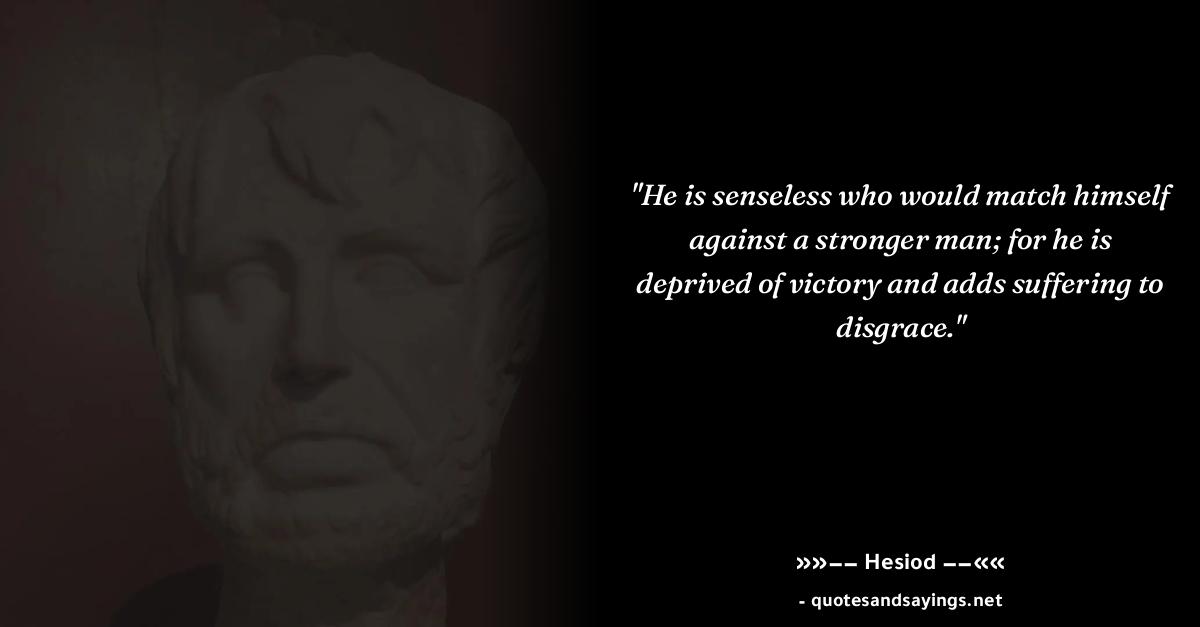 "He is senseless who would match himself
against a stronger man; for he is
deprived of victory and adds suffering to
disgrace."
»»−− Hesiod −−««
- quotesandsayings.net